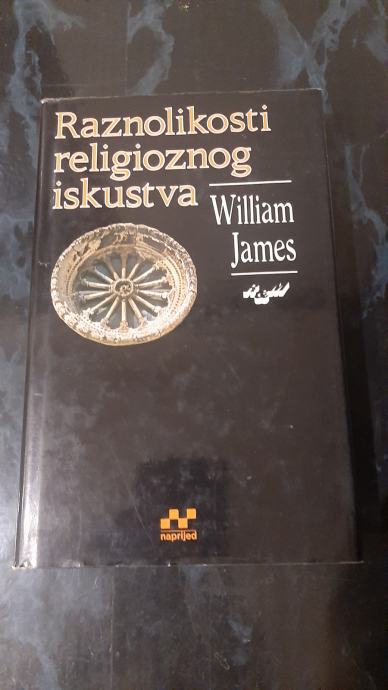 Raznolikosti
religioznog
iskustva
William
James
naprijed